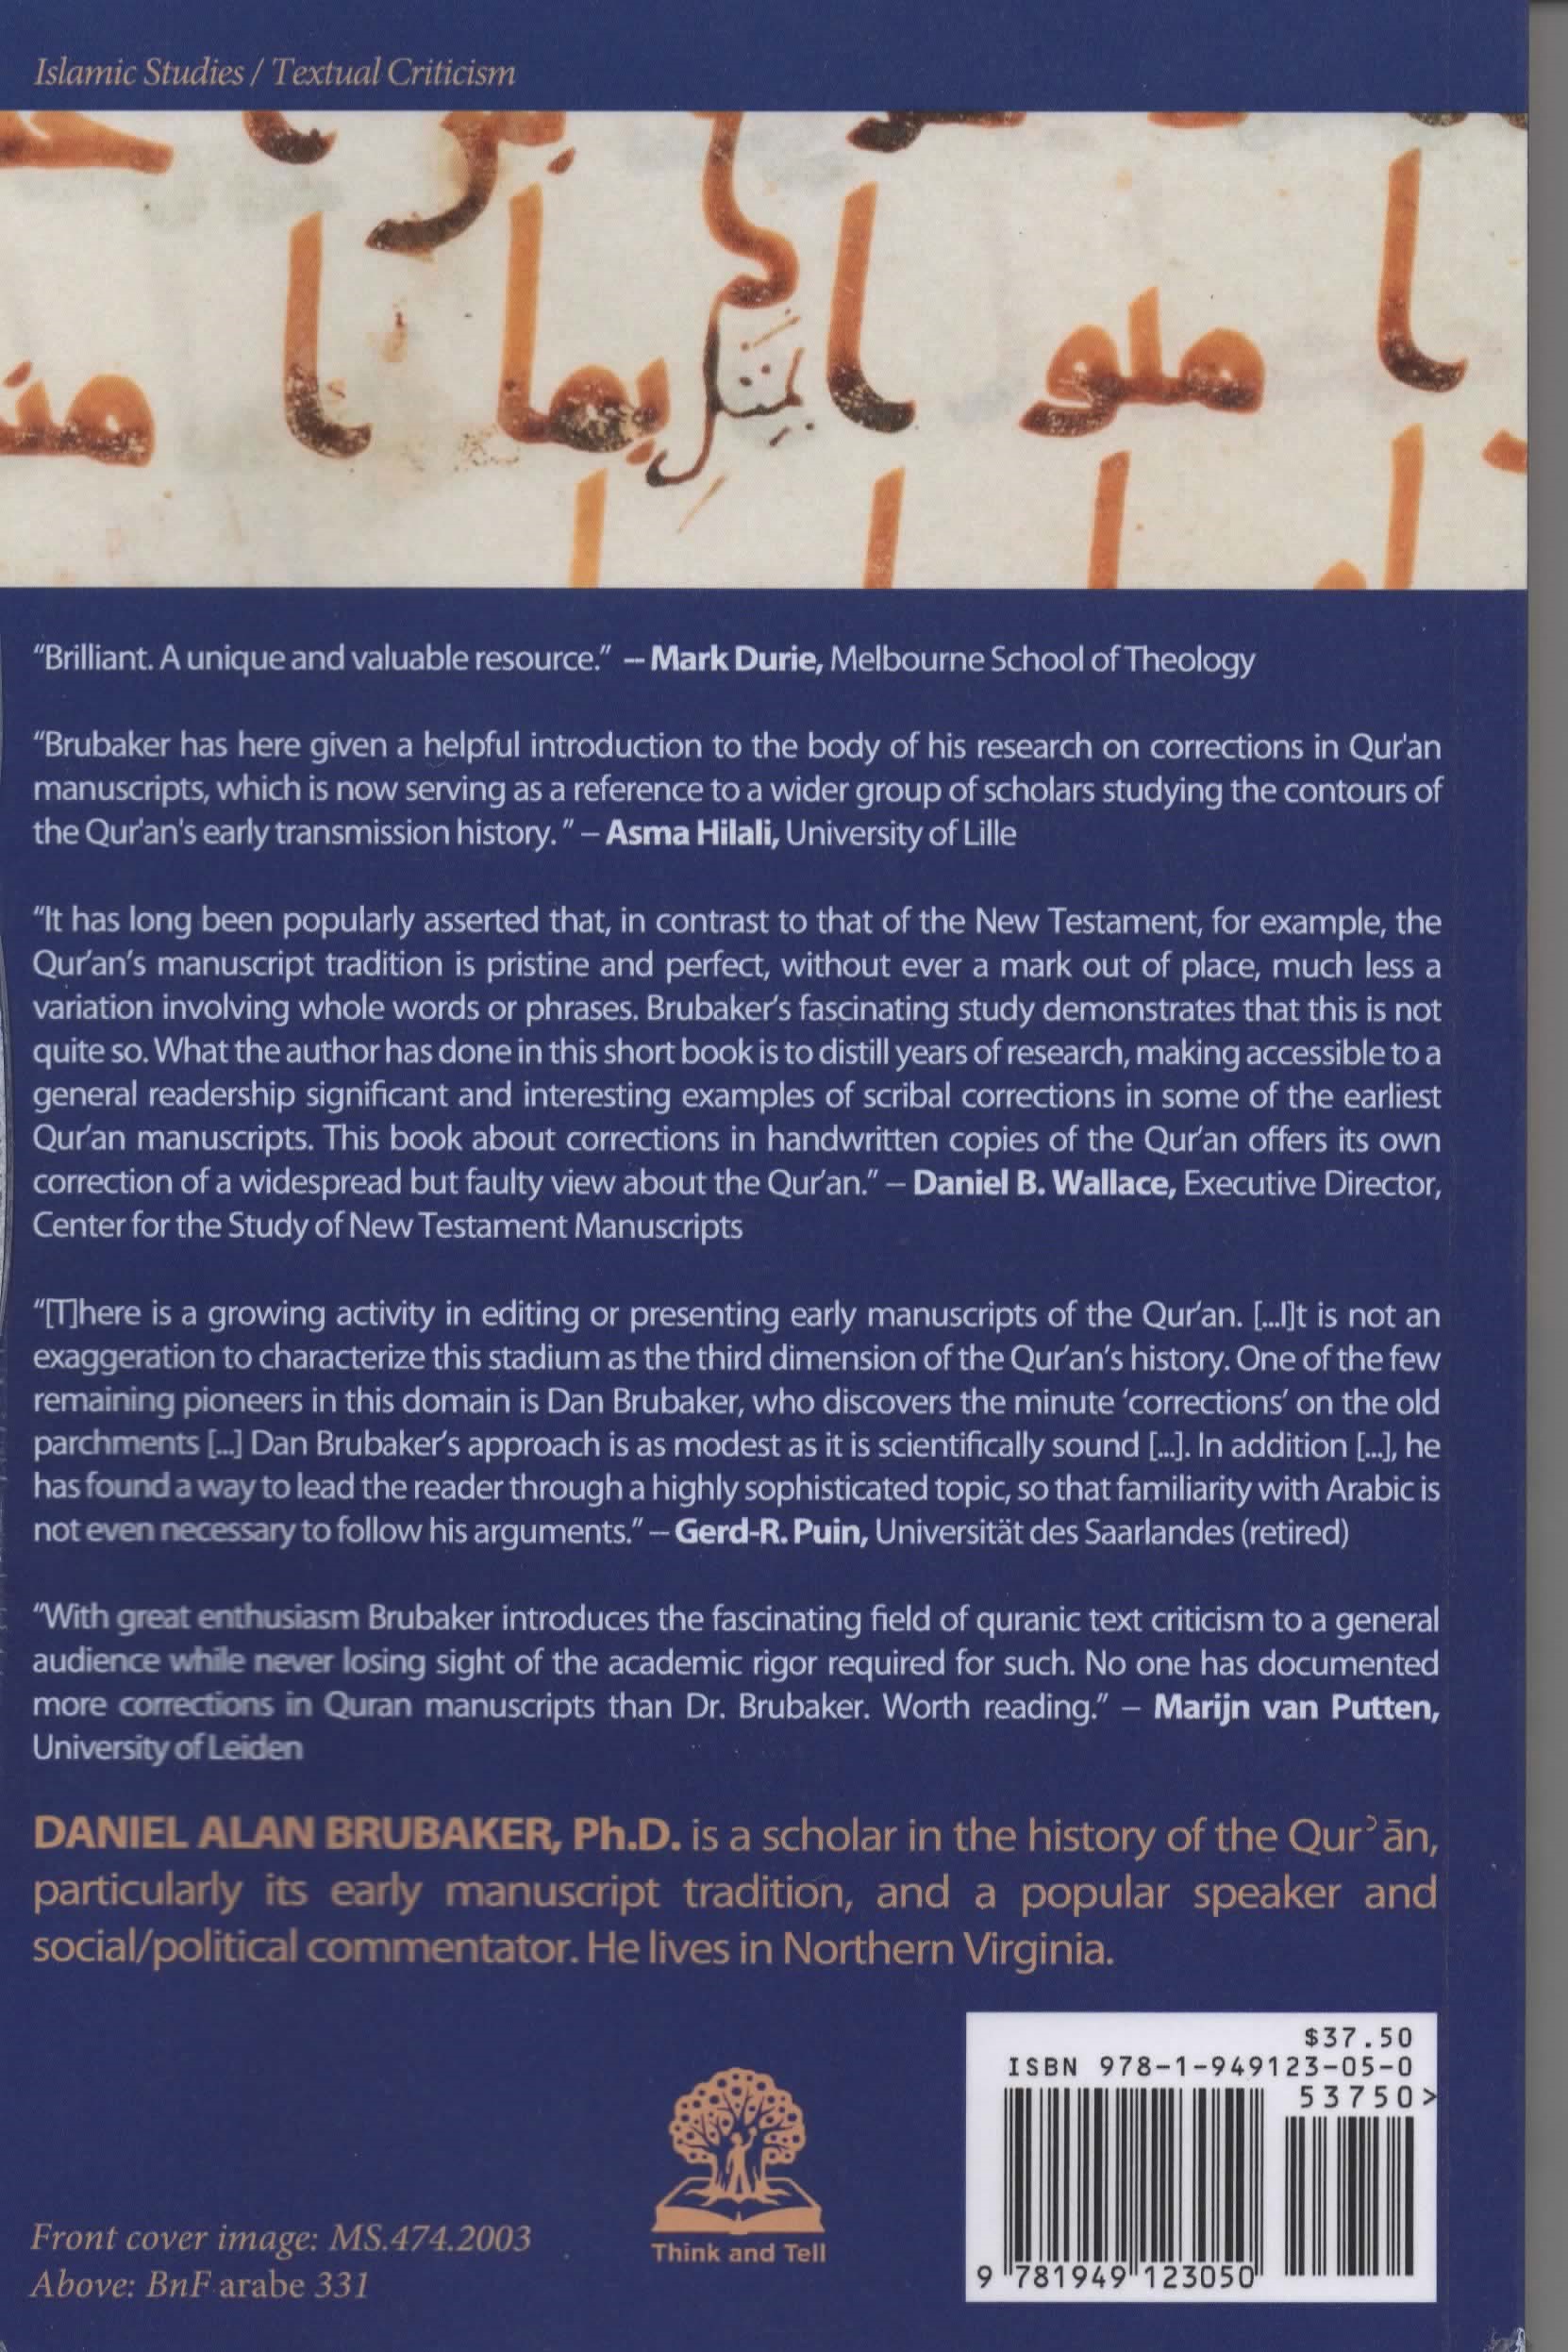 Islamic Studies / Textual Criticism
“Brilliant. A unique and valuable resource.” -- Mark Durie, Melbourne School of Theology
“Brubaker has here given a helpful introduction to the body of his research on corrections in Qur'an
manuscripts, which is now serving as a reference to a wider group of scholars studying the contours of
the Qur'an's early transmission history. ” – Asma Hilali, University of Lille
“It has long been popularly asserted that, in contrast to that of the New Testament, for example, the
Qur’an’s manuscript tradition is pristine and perfect, without ever a mark out of place, much less a
variation involving whole words or phrases. Brubaker’s fascinating study demonstrates that this is not
quite so. What the author has done in this short book is to distill years of research, making accessible to a
general readership significant and interesting examples of scribal corrections in some of the earliest
Qur’an manuscripts. This book about corrections in handwritten copies of the Qur’an offers its own
correction of a widespread but faulty view about the Qur’an.” – Daniel B. Wallace, Executive Director,
Center for the Study of New Testament Manuscripts
“[T]here is a growing activity in editing or presenting early manuscripts of the Qur’an. [...I]t is not an
exaggeration to characterize this stadium as the third dimension of the Qur’an’s history. One of the few
remaining pioneers in this domain is Dan Brubaker, who discovers the minute ‘corrections’ on the old
parchments [...] Dan Brubaker’s approach is as modest as it is scientifically sound [...]. In addition [...], he
has found a way to lead the reader through a highly sophisticated topic, so that familiarity with Arabic is
not even necessary to follow his arguments.” – Gerd-R. Puin, Universität des Saarlandes (retired)
“With great enthusiasm Brubaker introduces the fascinating field of quranic text criticism to a general
audience while never losing sight of the academic rigor required for such. No one has documented
more corrections in Quran manuscripts than Dr. Brubaker. Worth reading.” – Marijn van Putten,
University of Leiden
DANIEL ALAN BRUBAKER, Ph.D. is a scholar in the history of the Qurʾān,
particularly its early manuscript tradition, and a popular speaker and
social/political commentator. He lives in Northern Virginia.
$37.50
ISBN 978-1-949123-05-0
53750>
9 781949 123050
Think and Tell
Front cover image: MS.474.2003
Above: BnF arabe 331